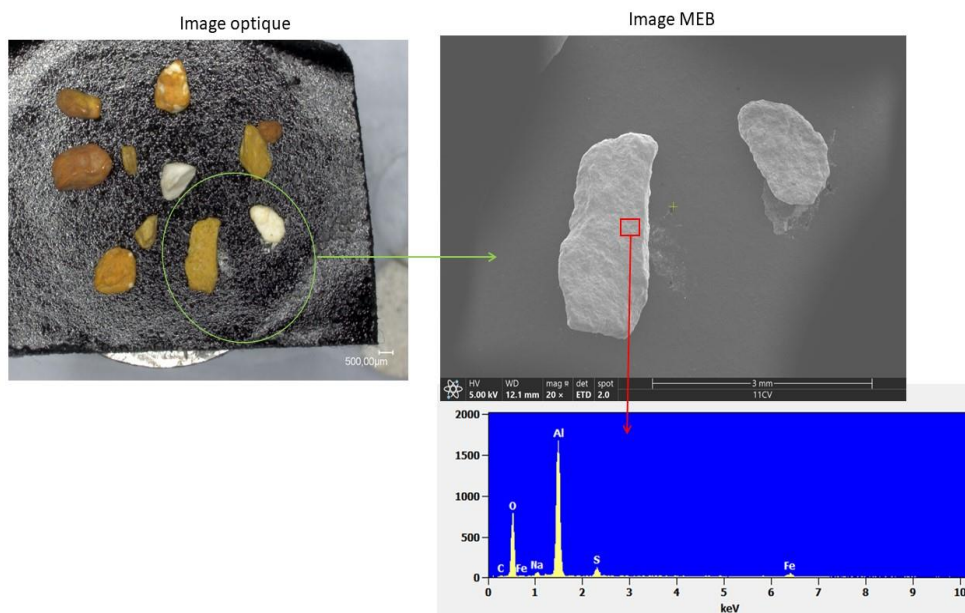 Image optique
Image MEB
500,00µm
HV WD mag det spot 3 mm
5.00 kV 12.1 mm 20 × ETD 2.0 11CV
2000
1500
1000
500
0
C
O
Fe
Na
Al
S
Fe
0 1 2 3 4 5 6 7 8 9 10
keV